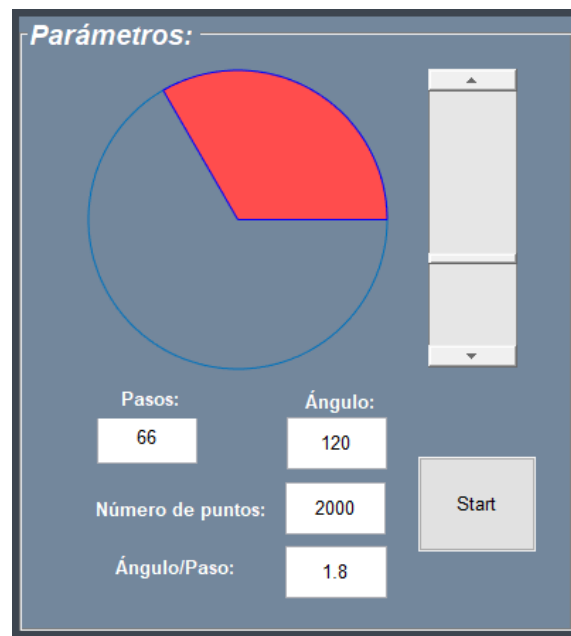 Parámetros:
Pasos:
Ángulo:
66
120
Número de puntos:
2000
Start
Ángulo/Paso:
1.8